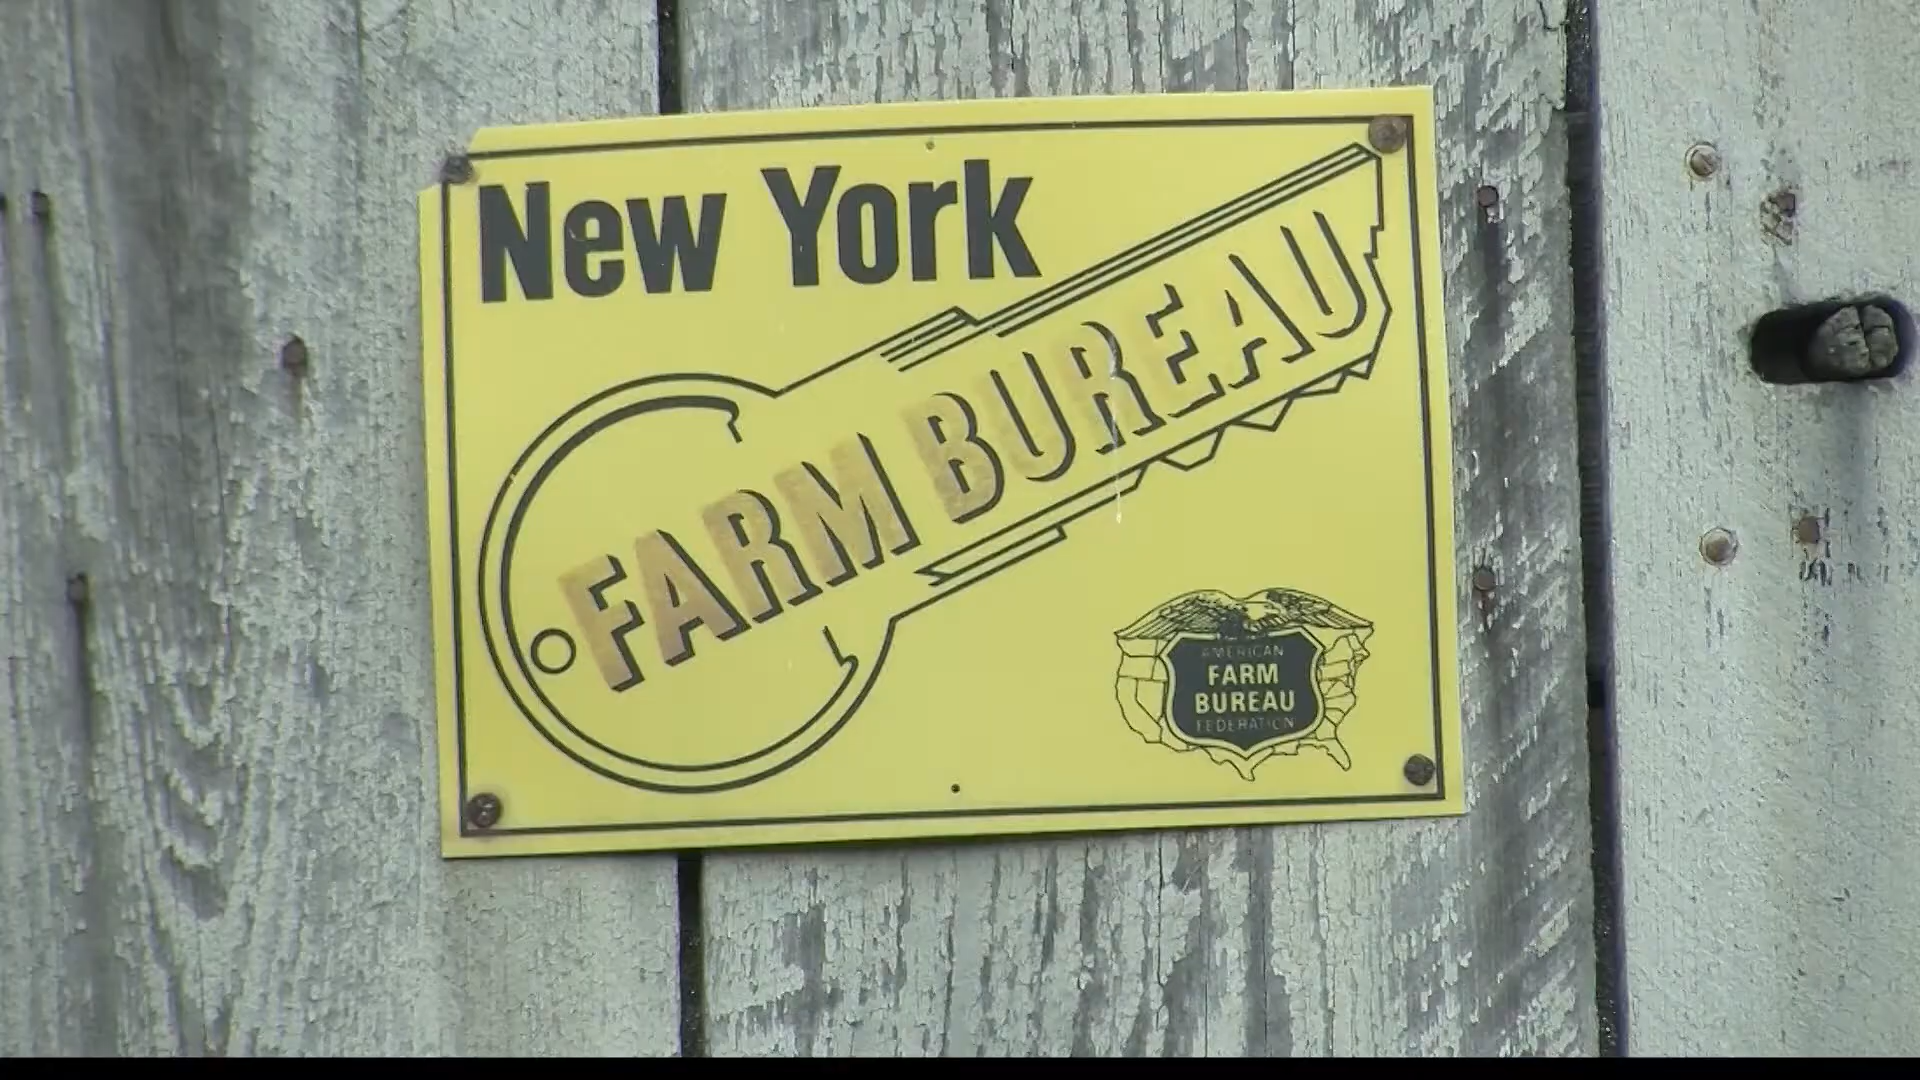 New York
FARM BUREAU
AMERICAN
FARM
BUREAU
FEDERATION